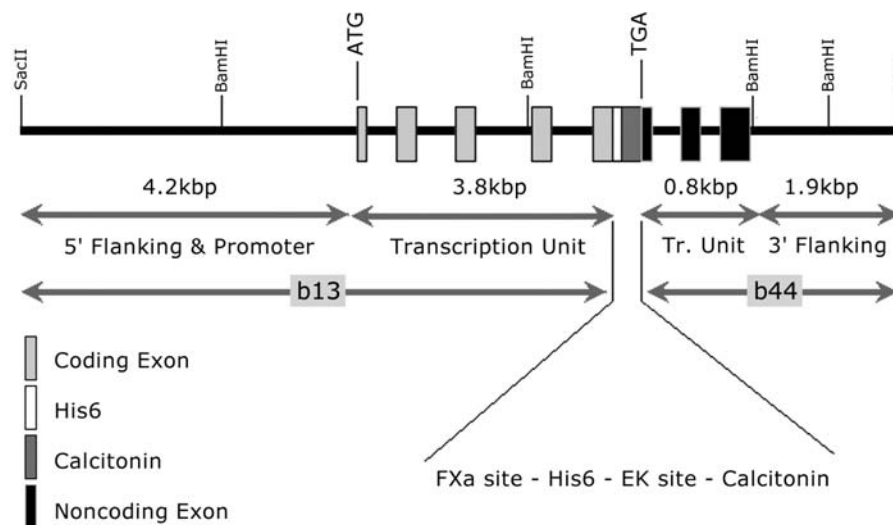 SacII
BamHI
ATG
BamHI
TGA
BamHI
BamHI
4.2kbp
3.8kbp
0.8kbp
1.9kbp
5' Flanking & Promoter
Transcription Unit
Tr. Unit
3' Flanking
b13
b44
Coding Exon
His6
Calcitonin
Noncoding Exon
FXa site - His6 - EK site - Calcitonin